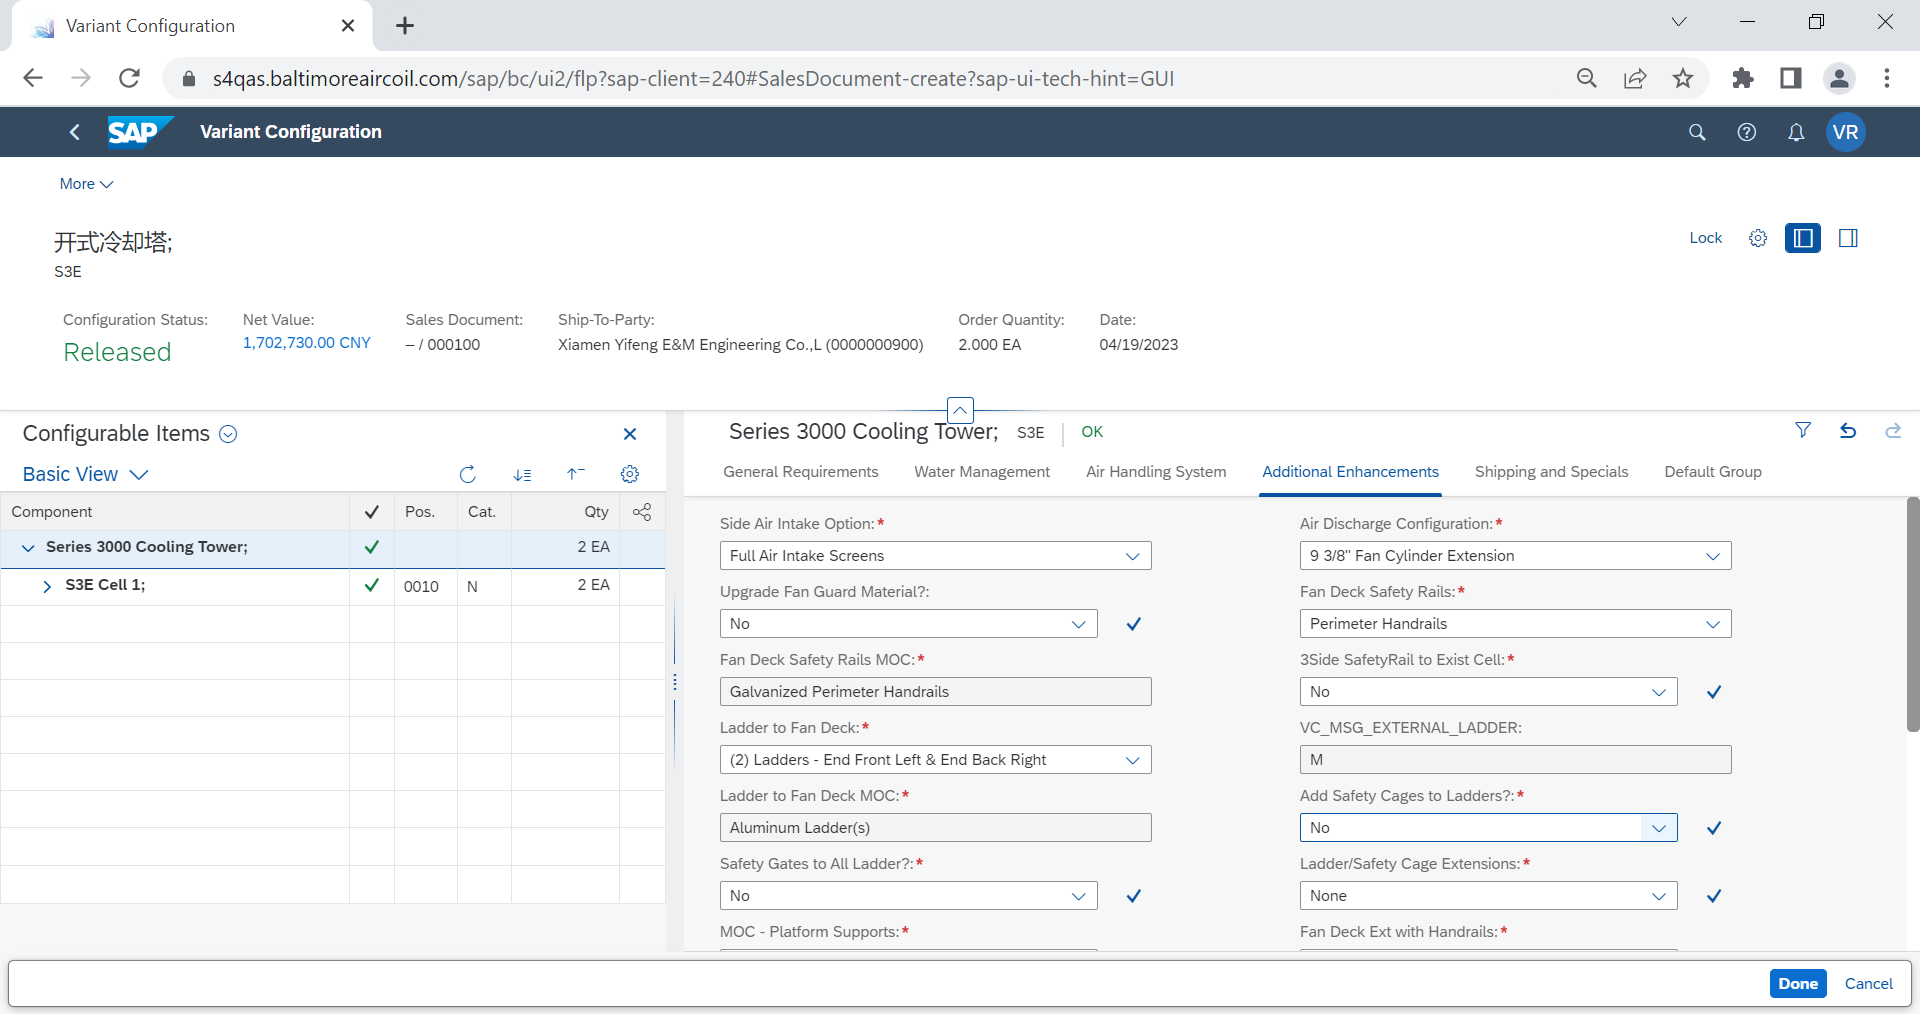 Variant Configuration
s4qas.baltimoreaircoil.com/sap/bc/ui2/flp?sap-client=240#SalesDocument-create?sap-ui-tech-hint=GUI
SAP Variant Configuration VR
More
开式冷却塔;
S3E
Lock
Configuration Status: Net Value: Sales Document: Ship-To-Party: Order Quantity: Date:
Released 1,702,730.00 CNY – / 000100 Xiamen Yifeng E&M Engineering Co.,L (0000000900) 2.000 EA 04/19/2023
Configurable Items
Basic View
Component Pos. Cat. Qty
Series 3000 Cooling Tower; 2 EA
S3E Cell 1; 0010 N 2 EA
Series 3000 Cooling Tower; S3E OK
General Requirements Water Management Air Handling System Additional Enhancements Shipping and Specials Default Group
Side Air Intake Option:* Air Discharge Configuration:*
Full Air Intake Screens 9 3/8" Fan Cylinder Extension
Upgrade Fan Guard Material?: Fan Deck Safety Rails:*
No Perimeter Handrails
Fan Deck Safety Rails MOC:* 3Side SafetyRail to Exist Cell:*
Galvanized Perimeter Handrails No
Ladder to Fan Deck:* VC_MSG_EXTERNAL_LADDER:
(2) Ladders - End Front Left & End Back Right M
Ladder to Fan Deck MOC:* Add Safety Cages to Ladders?:*
Aluminum Ladder(s) No
Safety Gates to All Ladder?:* Ladder/Safety Cage Extensions:*
No None
MOC - Platform Supports:* Fan Deck Ext with Handrails:*
Done Cancel